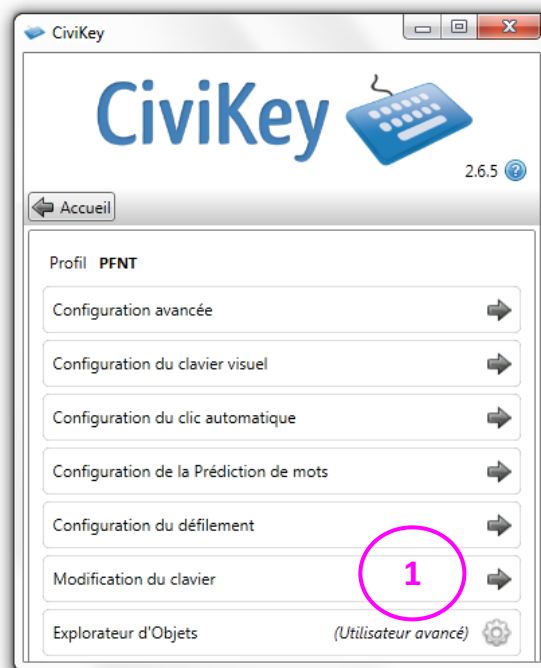 CiviKey
CiviKey
2.6.5
Accueil
Profil PFNT
Configuration avancée
Configuration du clavier visuel
Configuration du clic automatique
Configuration de la Prédiction de mots
Configuration du défilement
Modification du clavier 1
Explorateur d'Objets (Utilisateur avancé)